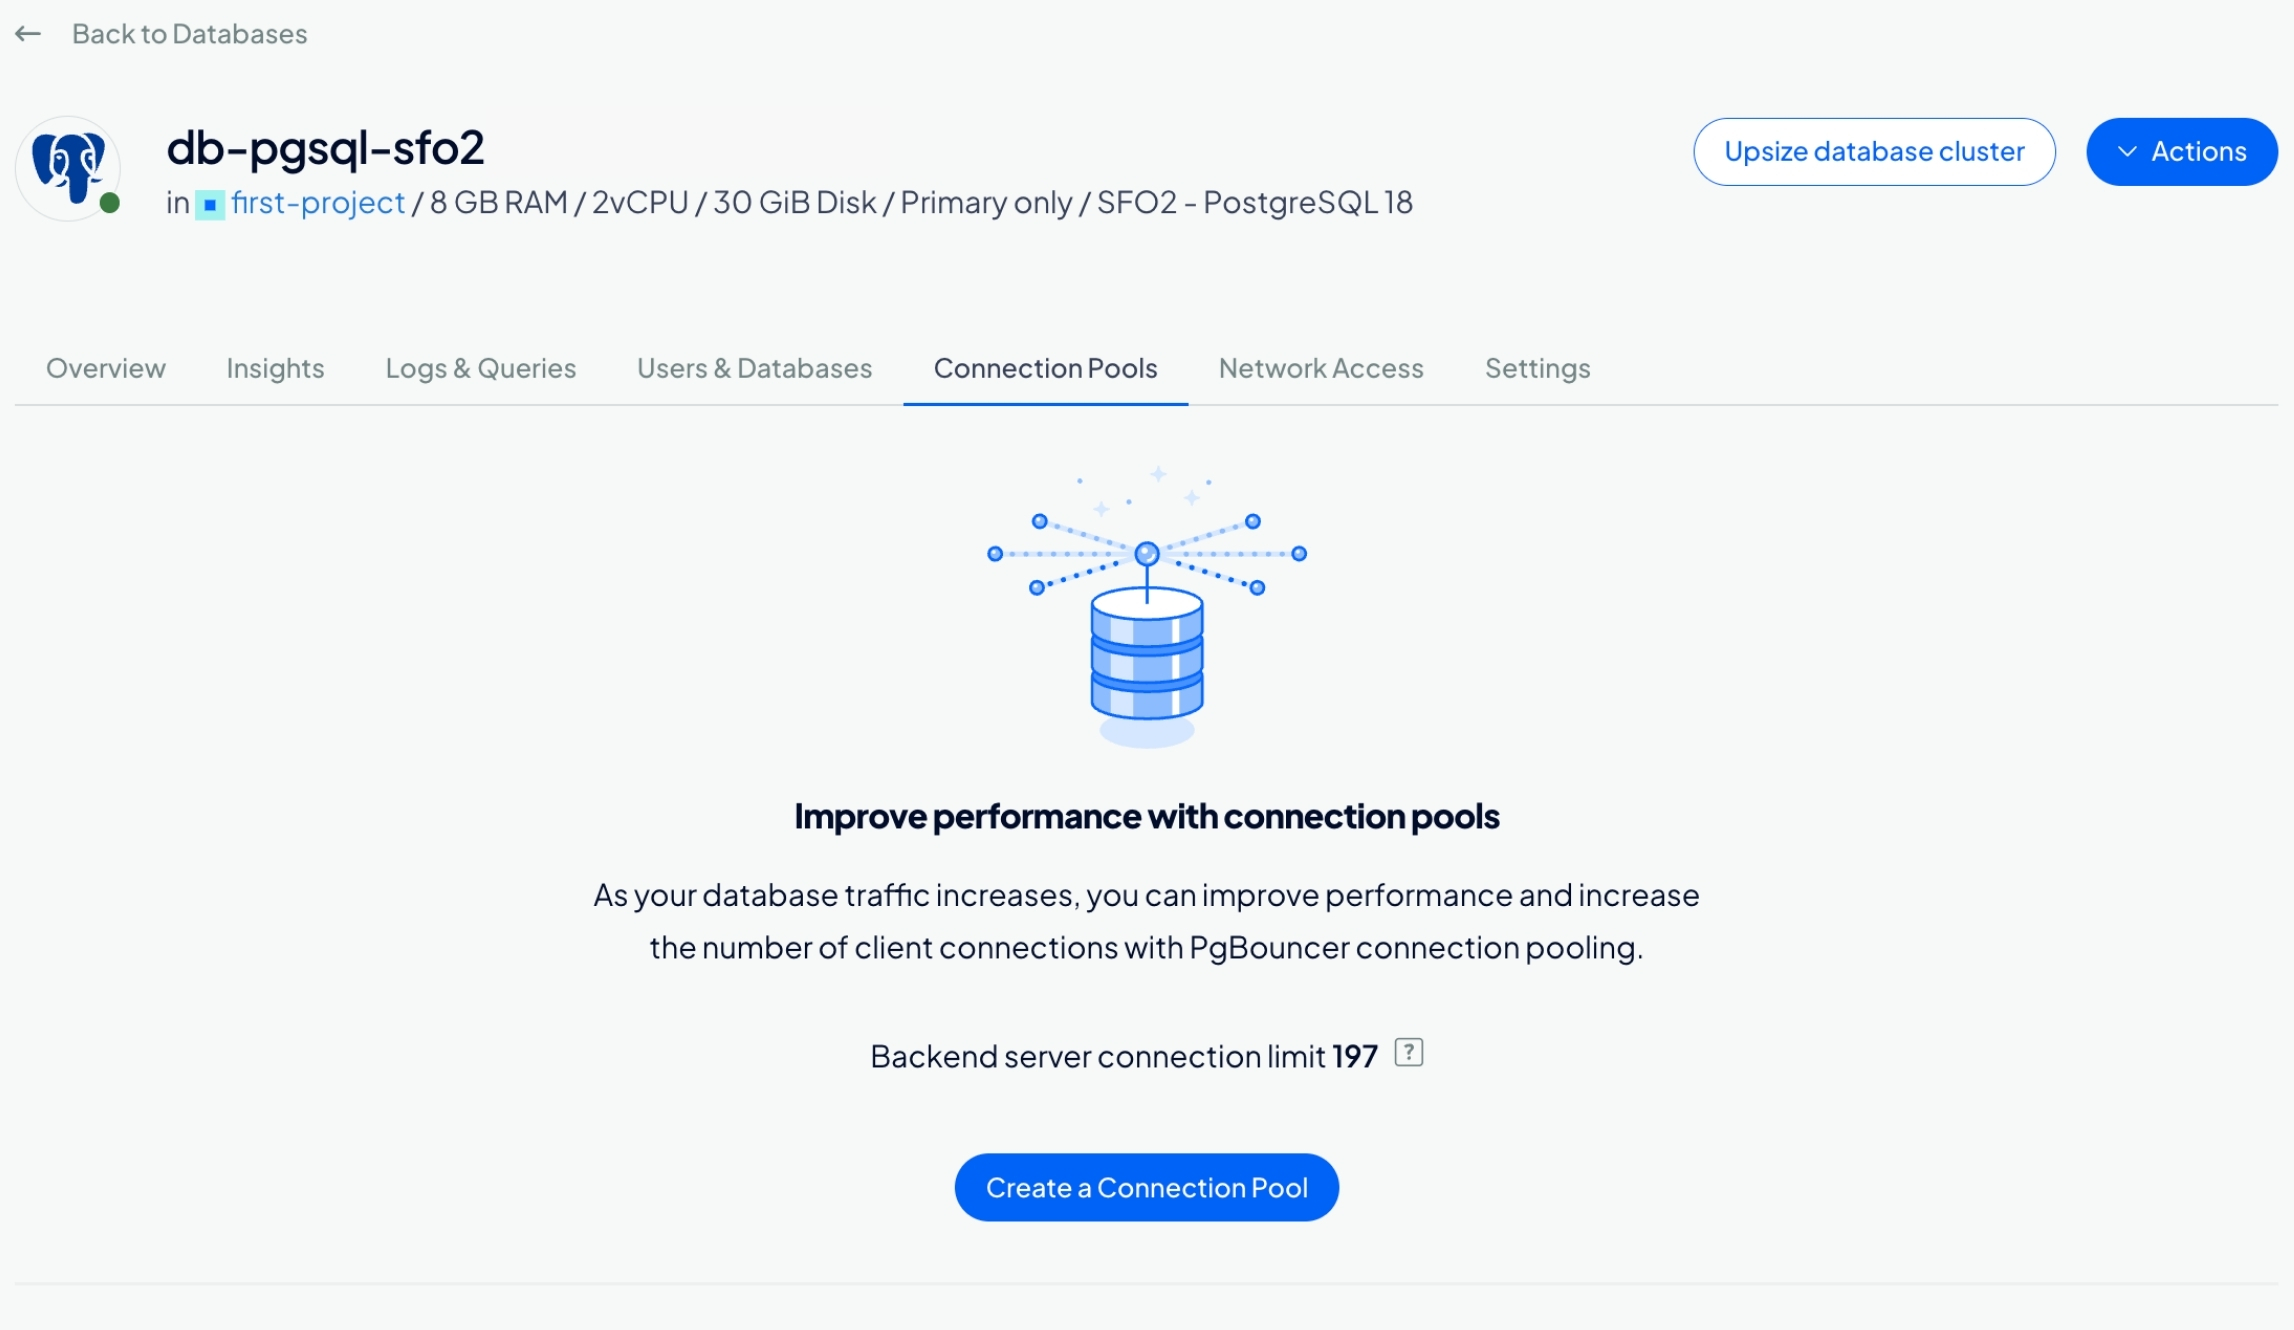 Back to Databases
db-pgsql-sfo2
in first-project / 8 GB RAM / 2vCPU / 30 GiB Disk / Primary only / SFO2 - PostgreSQL 18
Upsize database cluster
Actions
Overview Insights Logs & Queries Users & Databases Connection Pools Network Access Settings
Improve performance with connection pools
As your database traffic increases, you can improve performance and increase
the number of client connections with PgBouncer connection pooling.
Backend server connection limit 197 ?
Create a Connection Pool